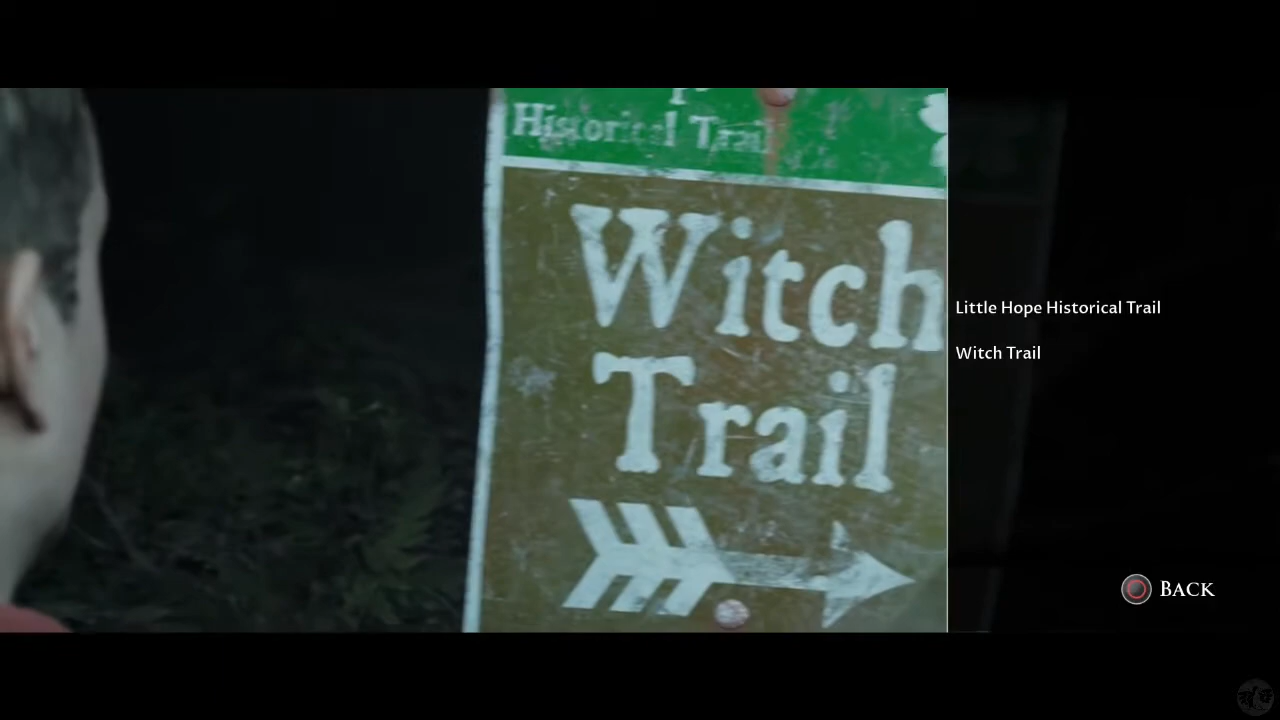 Historical Trail
Witch
Trail
Little Hope Historical Trail
Witch Trail
BACK